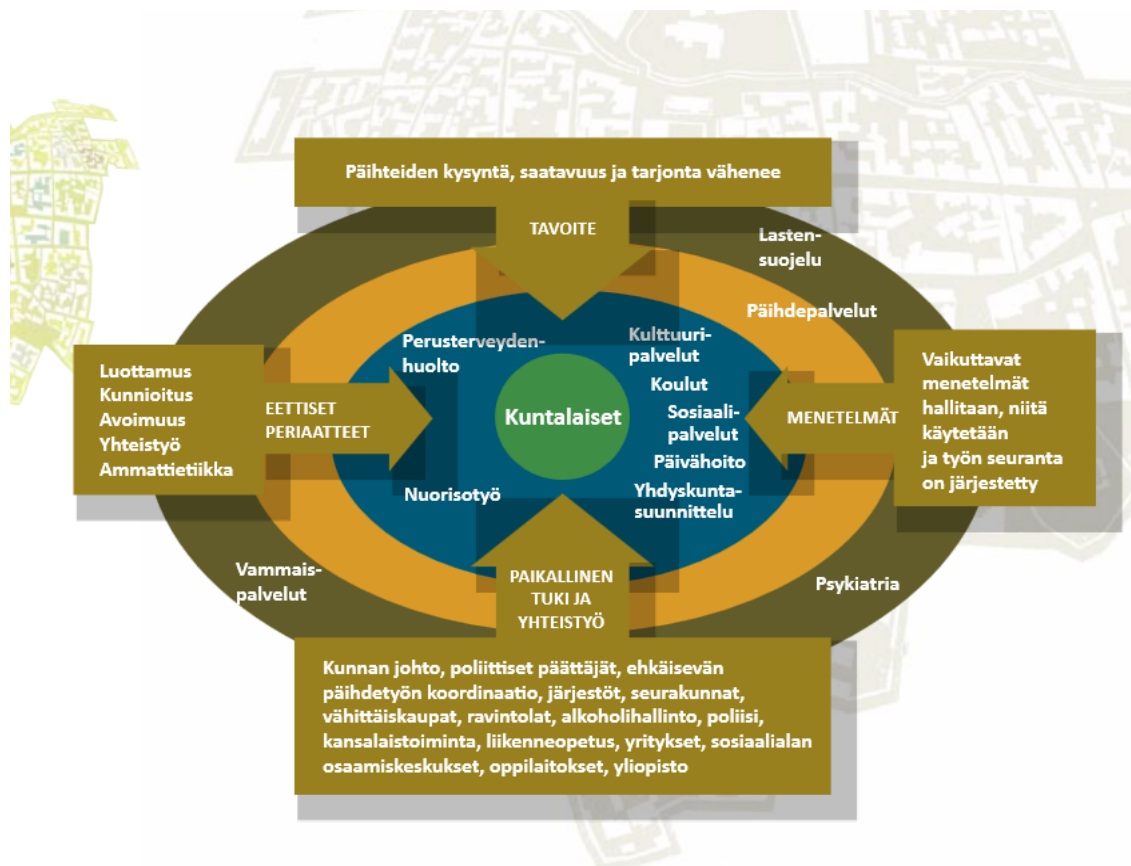 Päihteiden kysyntä, saatavuus ja tarjonta vähenee
TAVOITE
Lasten-
suojelu
Päihdepalvelut
Perusterveyden-
huolto
Kulttuuri-
palvelut
Koulut
Sosiaali-
palvelut
Päivähoito
Yhdyskunta-
suunnittelu
Kuntalaiset
Nuorisotyö
Luottamus
Kunnioitus
Avoimuus
Yhteistyö
Ammattietiikka
EETTISET
PERIAATTEET
MENETELMÄT
Vaikuttavat
menetelmät
hallitaan, niitä
käytetään
ja työn seuranta
on järjestetty
Vammais-
palvelut
Psykiatria
PAIKALLINEN
TUKI JA
YHTEISTYÖ
Kunnan johto, poliittiset päättäjät, ehkäisevän
päihdetyön koordinaatio, järjestöt, seurakunnat,
vähittäiskaupat, ravintolat, alkoholihallinto, poliisi,
kansalaistoiminta, liikenneopetus, yritykset, sosiaalialan
osaamiskeskukset, oppilaitokset, yliopisto